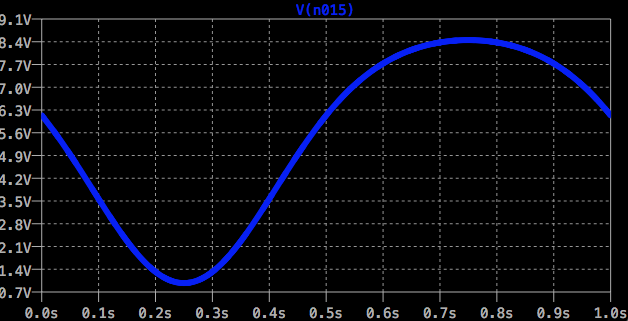 V(n015)
9.1V
8.4V
7.7V
7.0V
6.3V
5.6V
4.9V
4.2V
3.5V
2.8V
2.1V
1.4V
0.7V
0.0s 0.1s 0.2s 0.3s 0.4s 0.5s 0.6s 0.7s 0.8s 0.9s 1.0s